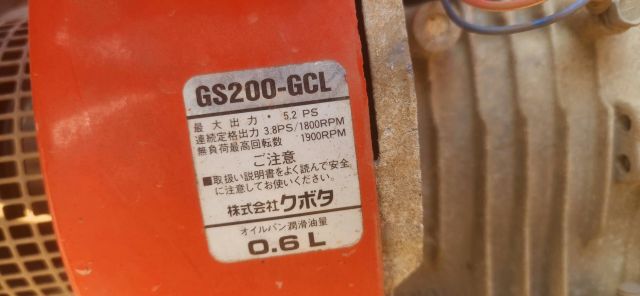 GS200-GCL
最大出力・5.2 PS
連続定格出力 3.8PS/1800RPM
無負荷最高回転数 1900RPM
ご注意
■取扱い説明書をよく読んで安全
に注意してお使いください。
株式会社クボタ
オイルパン潤滑油量
0.6L